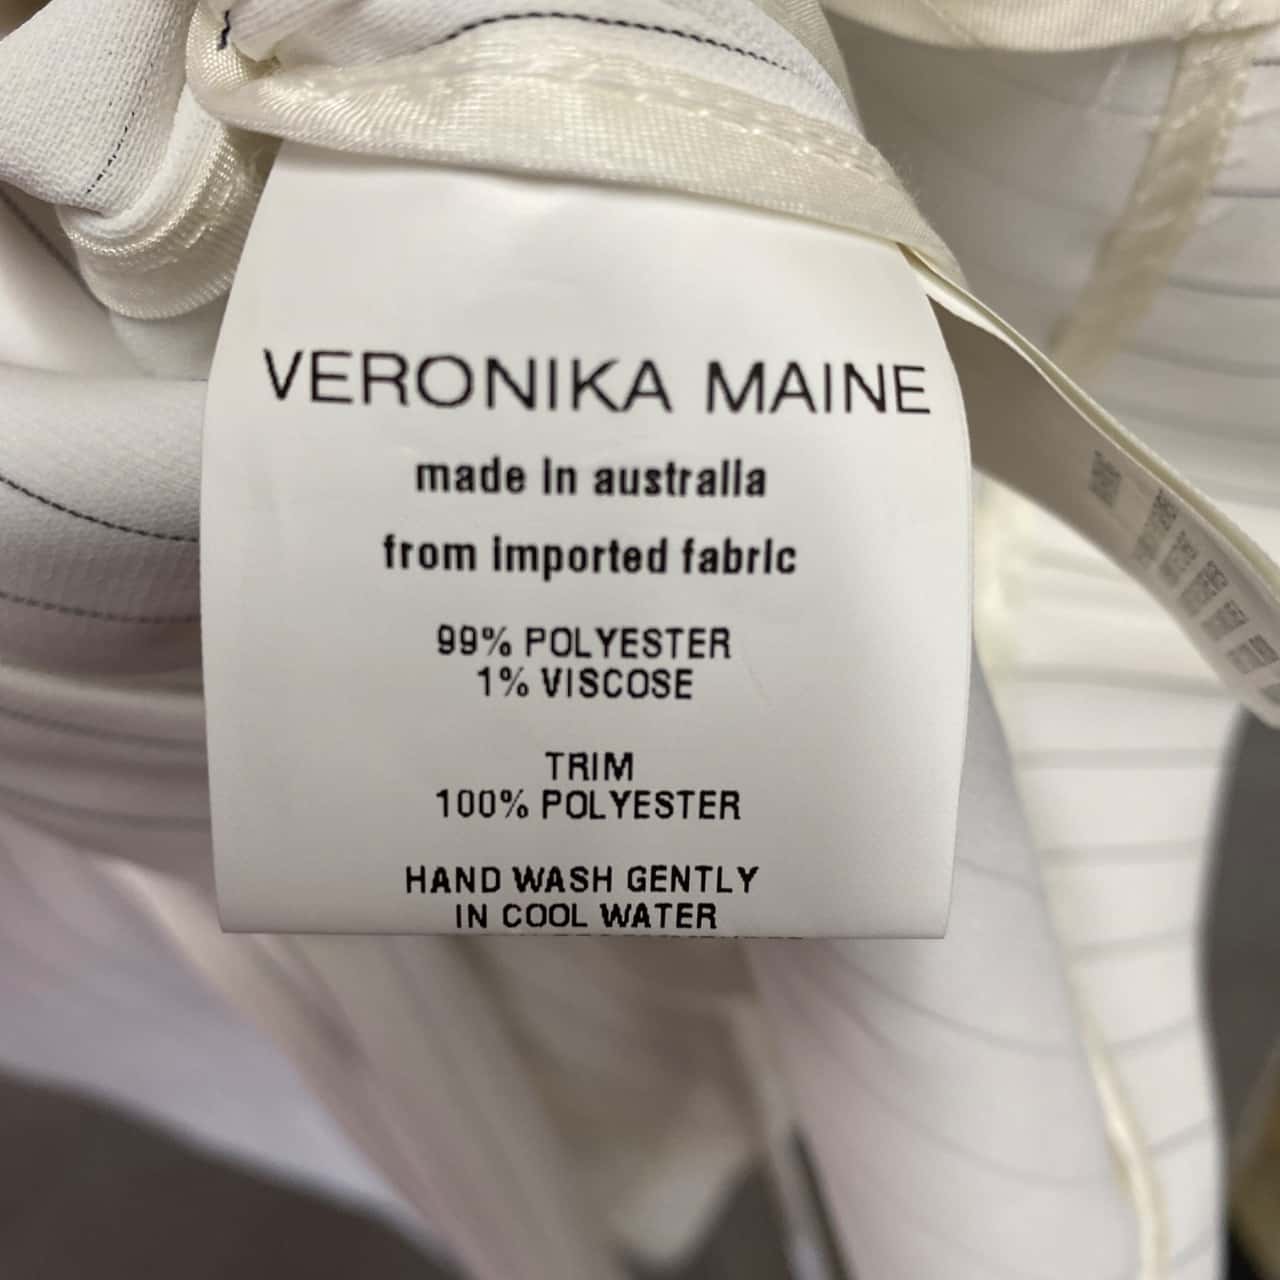 VERONIKA MAINE
made in australia
from imported fabric
99% POLYESTER
1% VISCOSE
TRIM
100% POLYESTER
HAND WASH GENTLY
IN COOL WATER